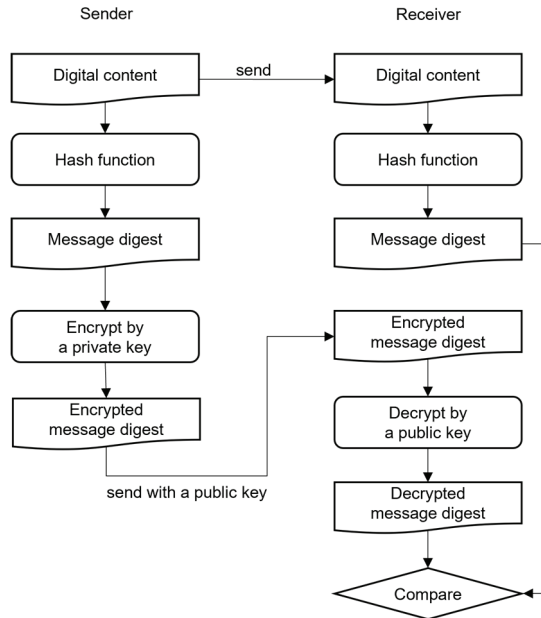 Sender
Receiver
Digital content
send
Digital content
Hash function
Hash function
Message digest
Message digest
Encrypt by
a private key
Encrypted
message digest
Encrypted
message digest
send with a public key
Decrypt by
a public key
Decrypted
message digest
Compare